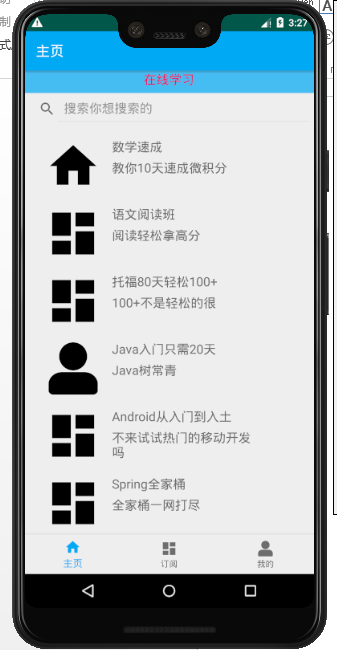 3:27
主页
在线学习
搜索你想搜索的
数学速成
教你10天速成微积分
语文阅读班
阅读轻松拿高分
托福80天轻松100+
100+不是轻松的很
Java入门只需20天
Java树常青
Android从入门到入土
不来试试热门的移动开发
吗
Spring全家桶
全家桶一网打尽
主页
订阅
我的
制
式
A